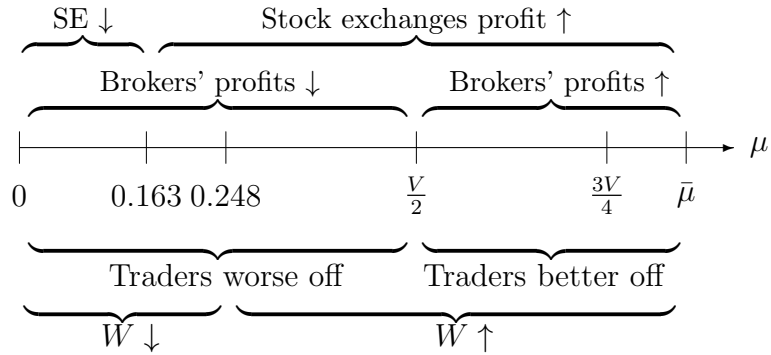 SE ↓ Stock exchanges profit ↑
Brokers' profits ↓ Brokers' profits ↑
μ
0 0.163 0.248 V/2 3V/4 μ̄
Traders worse off Traders better off
W ↓ W ↑